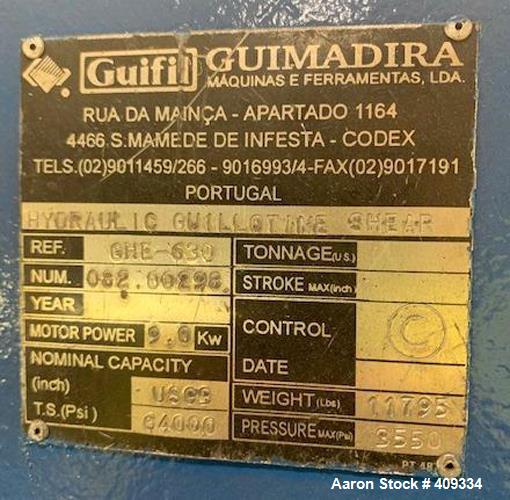 Guifil GUIMADIRA
MÁQUINAS E FERRAMENTAS, LDA.
RUA DA MAINÇA - APARTADO 1164
4466 S.MAMEDE DE INFESTA - CODEX
TELS.(02)9011459/266 - 9016993/4-FAX(02)9017191
PORTUGAL
HYDRAULIC GUILLOTINE SHEAR
REF. GHE-630
NUM. 082.00298
YEAR
MOTOR POWER 9.0 Kw
NOMINAL CAPACITY
(inch)
T.S.(Psi) 64000
TONNAGE(U.S.)
STROKE MAX(inch)
CONTROL C
DATE
WEIGHT(Lbs) 11795
PRESSURE MAX(Psi) 3550
Aaron Stock # 409334